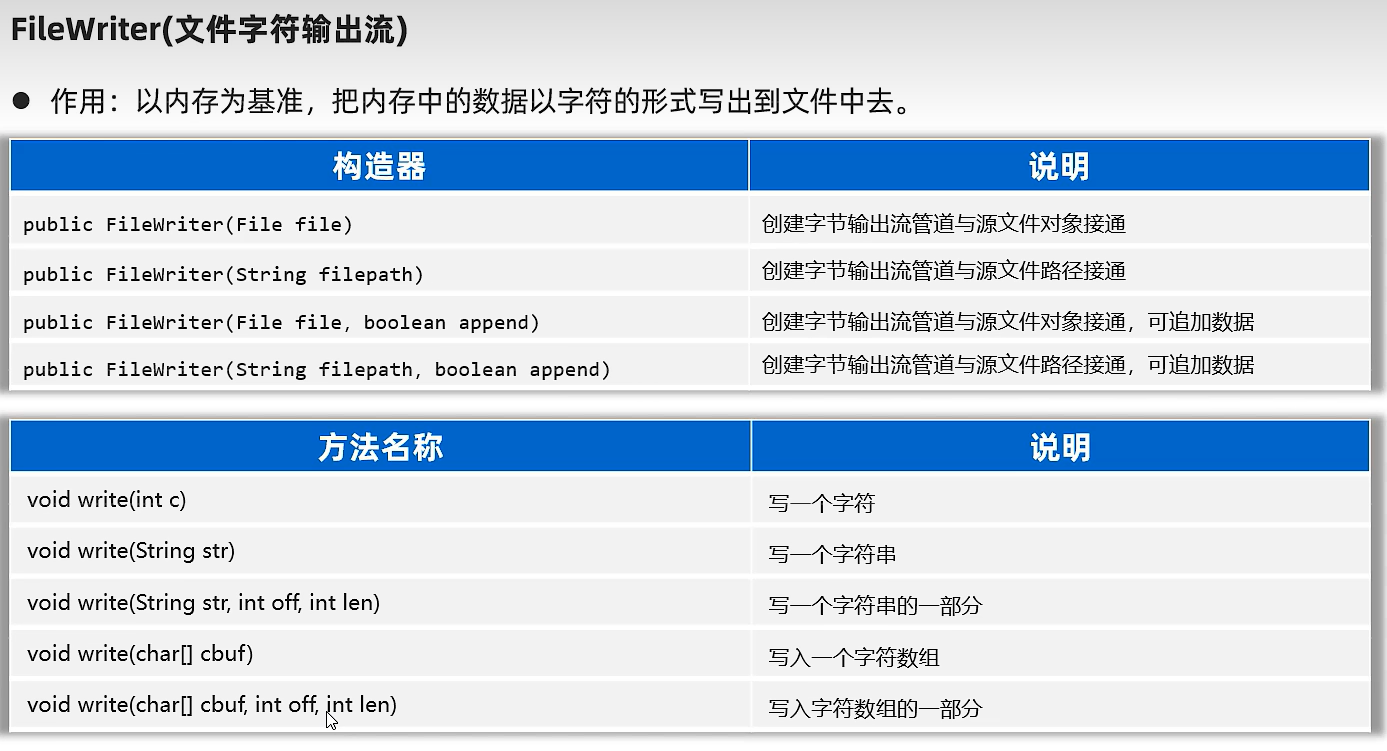 FileWriter(文件字符输出流)
● 作用：以内存为基准，把内存中的数据以字符的形式写出到文件中去。
构造器 说明
public FileWriter(File file) 创建字节输出流管道与源文件对象接通
public FileWriter(String filepath) 创建字节输出流管道与源文件路径接通
public FileWriter(File file, boolean append) 创建字节输出流管道与源文件对象接通，可追加数据
public FileWriter(String filepath, boolean append) 创建字节输出流管道与源文件路径接通，可追加数据
方法名称 说明
void write(int c) 写一个字符
void write(String str) 写一个字符串
void write(String str, int off, int len) 写一个字符串的一部分
void write(char[] cbuf) 写入一个字符数组
void write(char[] cbuf, int off, int len) 写入字符数组的一部分